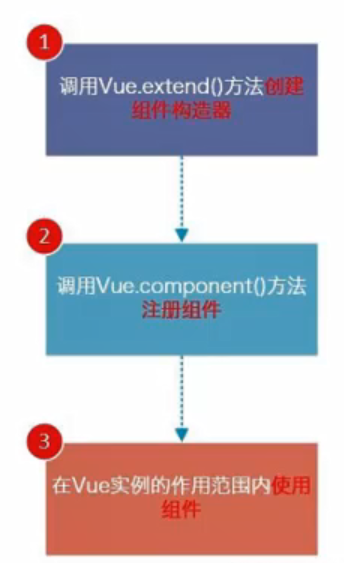 1
调用Vue.extend()方法创建
组件构造器
2
调用Vue.component()方法
注册组件
3
在Vue实例的作用范围内使用
组件